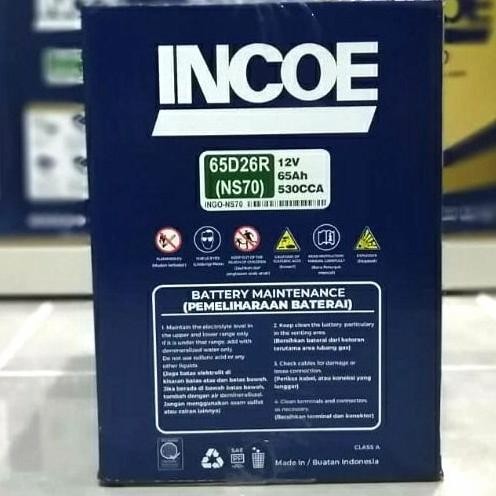 INCOE
65D26R
(NS70)
12V
65Ah
530CCA
INGO-NS70
BATTERY MAINTENANCE
(PEMELIHARAAN BATERAI)
1. Maintain the electrolyte level in
the upper and lower range only
if it is under that range, add with
demineralized water only.
Do not use sulfuric acid or any
other liquids
(Jaga batas elektrolit di
kisaran batas atas dan batas bawah.
Jika berada di bawah batas bawah,
tambah dengan air demineralized.
Jangan menggunakan asam sulfat
atau cairan lainnya)
2. Keep clean the battery particulary
in the venting area.
(Bersihkan baterai dari kotoran
terutama area lubang gas)
3. Check cables for damage or
loose connection.
(Periksa kabel, atau koneksi yang
longgar)
4. Clean terminals and connectors
as necessary.
(Bersihkan terminal dan konektor)
CLASS A
SAE
Made in / Buatan Indonesia